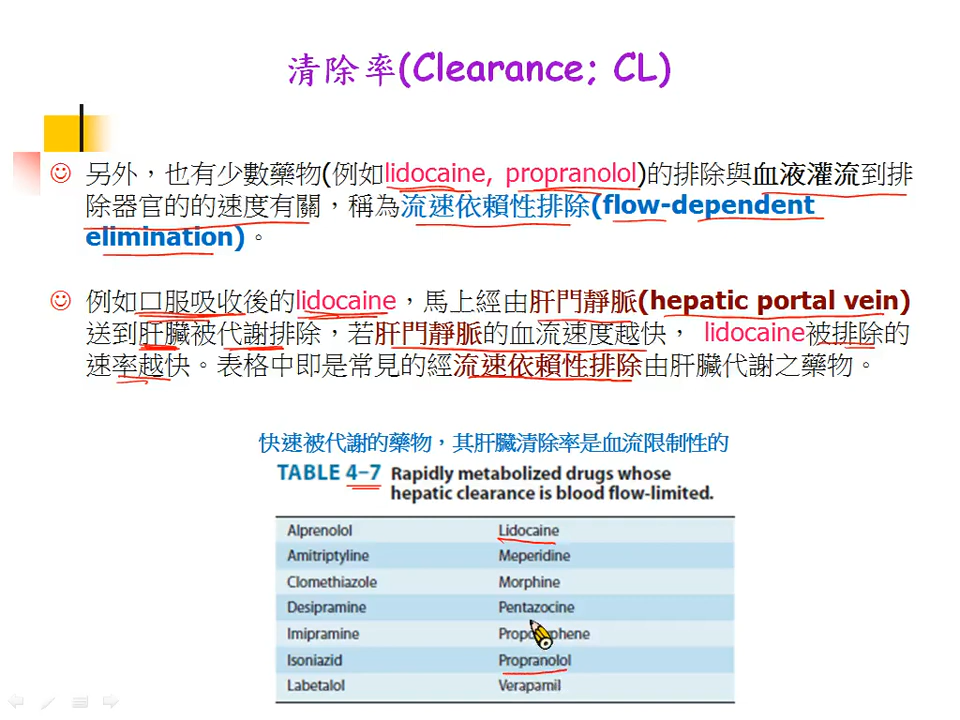 清除率(Clearance; CL)
另外，也有少數藥物(例如lidocaine, propranolol)的排除與血液灌流到排
除器官的的速度有關，稱為流速依賴性排除(flow-dependent
elimination)。
例如口服吸收後的lidocaine，馬上經由肝門靜脈(hepatic portal vein)
送到肝臟被代謝排除，若肝門靜脈的血流速度越快， lidocaine被排除的
速率越快。表格中即是常見的經流速依賴性排除由肝臟代謝之藥物。
快速被代謝的藥物，其肝臟清除率是血流限制性的
TABLE 4–7 Rapidly metabolized drugs whose
hepatic clearance is blood flow-limited.
Alprenolol Lidocaine
Amitriptyline Meperidine
Clomethiazole Morphine
Desipramine Pentazocine
Imipramine
Isoniazid Propranolol
Labetalol Verapamil